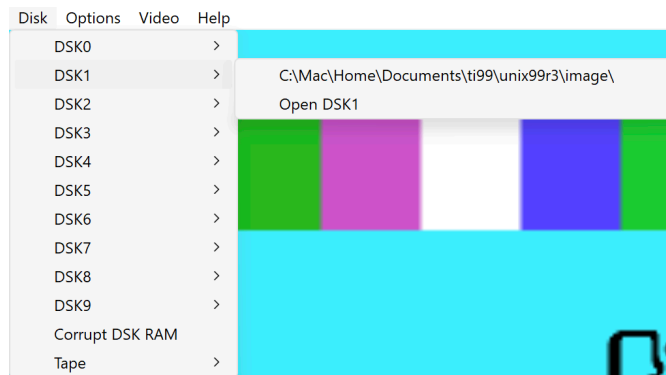 Disk Options Video Help
DSK0
DSK1
C:\Mac\Home\Documents\ti99\unix99r3\image\
DSK2
Open DSK1
DSK3
DSK4
DSK5
DSK6
DSK7
DSK8
DSK9
Corrupt DSK RAM
Tape